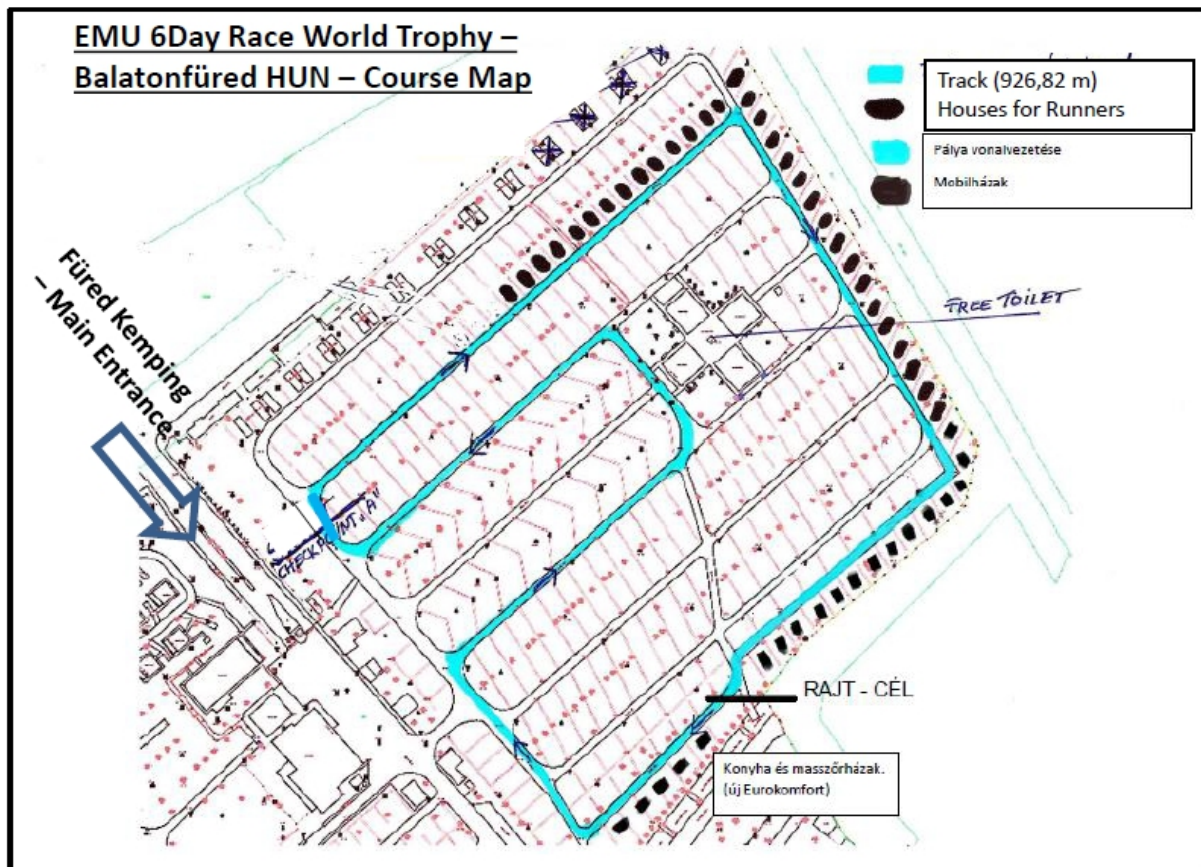 EMU 6Day Race World Trophy –
Balatonfüred HUN – Course Map
Track (926,82 m)
Houses for Runners
Pálya vonalvezetése
Mobilházak
Füred Kemping
– Main Entrance
FREE TOILET
CHECKPOINT „A"
RAJT - CÉL
Konyha és masszőrházak.
(új Eurokomfort)